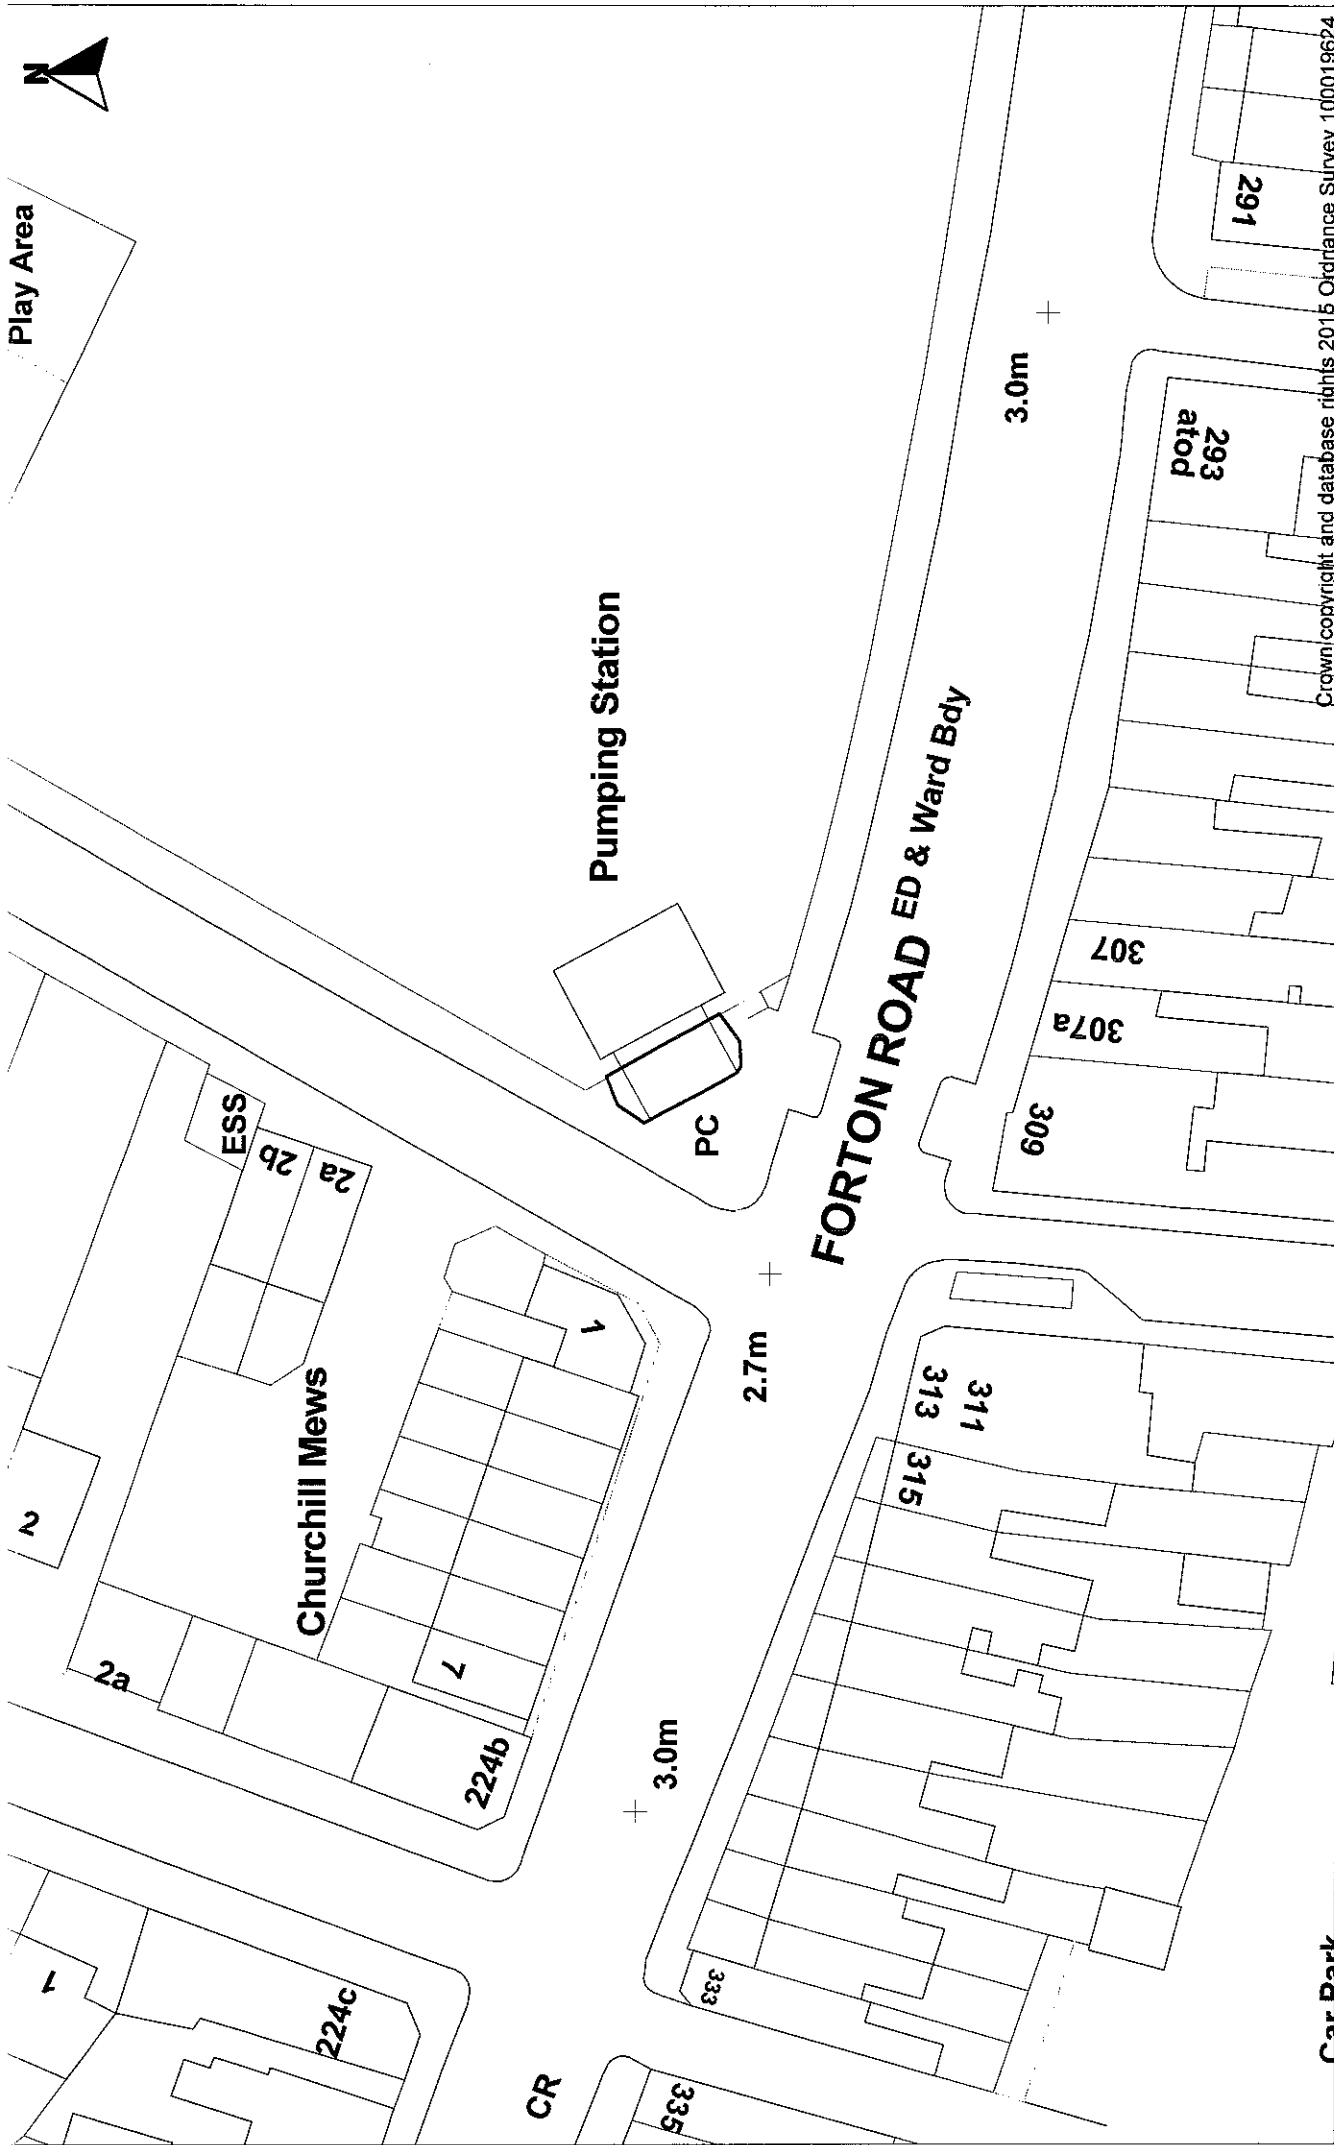 N
Play Area
Pumping Station
3.0m
291
293
atod
FORTON ROAD ED & Ward Bdy
307
307a
309
PC
ESS
2b
2a
1
2.7m
Churchill Mews
2
2a
7
224b
3.0m
311
313
315
333
335
CR
224c
1
Car Park
Crown copyright and database rights 2015 Ordnance Survey 100019624